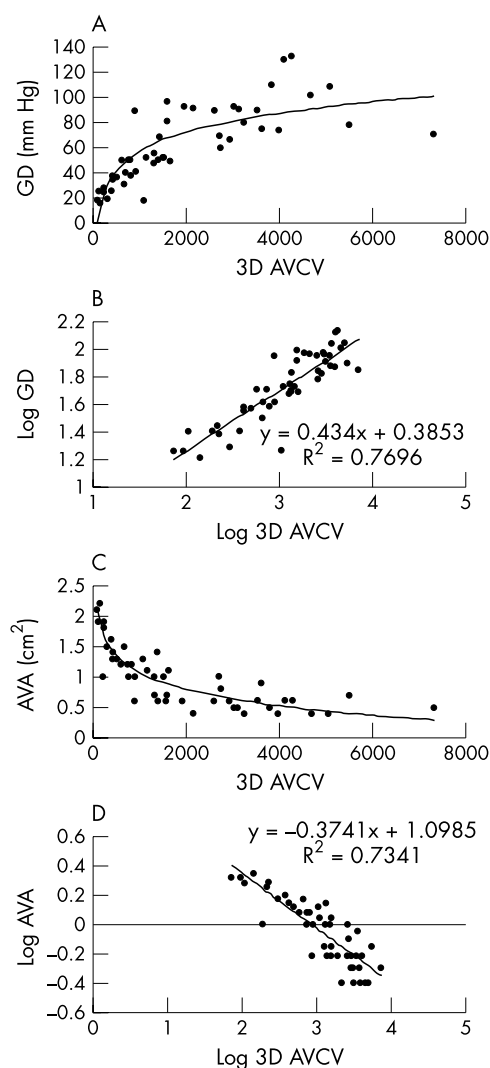 A
140
120
100
80
60
40
20
0
GD (mm Hg)
0 2000 4000 6000 8000
3D AVCV
B
2.2
2
1.8
1.6
1.4
1.2
1
Log GD
y = 0.434x + 0.3853
R² = 0.7696
1 2 3 4 5
Log 3D AVCV
C
2.5
2
1.5
1
0.5
0
AVA (cm²)
0 2000 4000 6000 8000
3D AVCV
D
y = –0.3741x + 1.0985
R² = 0.7341
0.6
0.4
0.2
0
–0.2
–0.4
–0.6
Log AVA
0 1 2 3 4 5
Log 3D AVCV